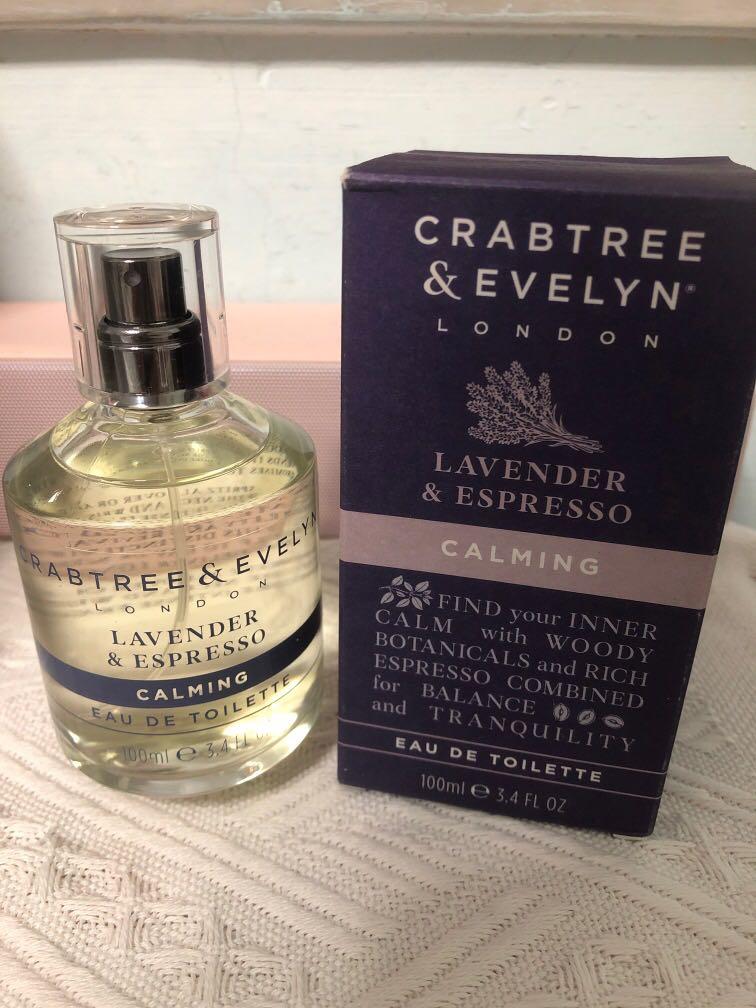 CRABTREE & EVELYN
LONDON
LAVENDER
& ESPRESSO
CALMING
EAU DE TOILETTE
100ml e 3.4 FL
CRABTREE
& EVELYN®
LONDON
LAVENDER
& ESPRESSO
CALMING
FIND your INNER
CALM with WOODY
BOTANICALS and RICH
ESPRESSO COMBINED
for BALANCE
and TRANQUILITY
EAU DE TOILETTE
100ml e 3.4 FL OZ